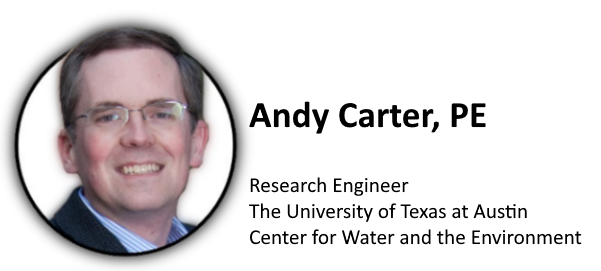 Andy Carter, PE
Research Engineer
The University of Texas at Austin
Center for Water and the Environment